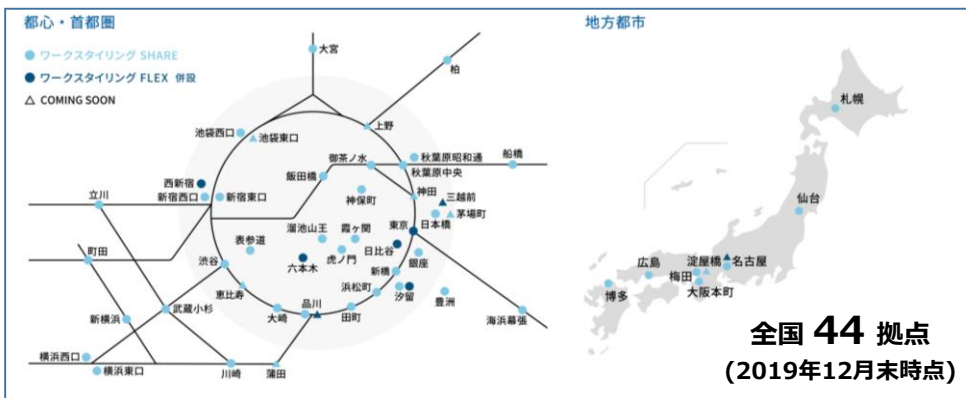 都心・首都圏
ワークスタイリング SHARE
ワークスタイリング FLEX 併設
△ COMING SOON
大宮
柏
池袋西口
池袋東口
上野
御茶ノ水
秋葉原昭和通
船橋
秋葉原中央
飯田橋
西新宿
新宿西口
新宿東口
神保町
神田
三越前
茅場町
日本橋
立川
東京
溜池山王
霞ヶ関
表参道
日比谷
町田
渋谷
六本木
虎ノ門
銀座
新橋
恵比寿
浜松町
汐留
豊洲
品川
大崎
田町
武蔵小杉
新横浜
海浜幕張
横浜西口
横浜東口
川崎
蒲田
地方都市
札幌
仙台
広島
淀屋橋
名古屋
梅田
博多
大阪本町
全国 44 拠点
(2019年12月末時点)